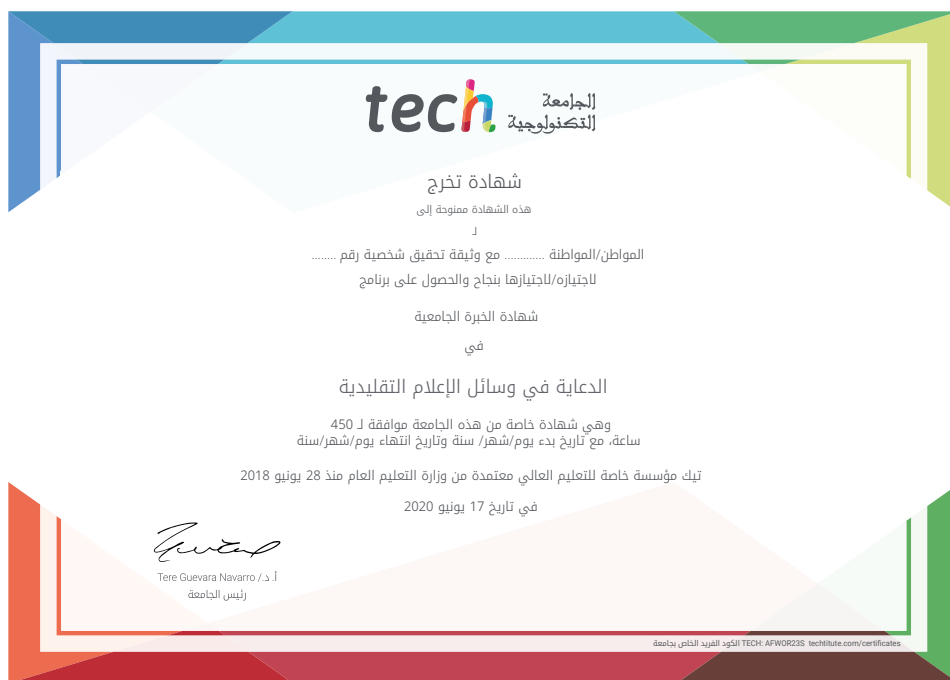 tech الجامعة
التكنولوجية
شهادة تخرج
هذه الشهادة ممنوحة إلى
لـ
المواطن/المواطنة ............ مع وثيقة تحقيق شخصية رقم ........
لاجتيازه/لاجتيازها بنجاح والحصول على برنامج
شهادة الخبرة الجامعية
في
الدعاية في وسائل الإعلام التقليدية
وهي شهادة خاصة من هذه الجامعة موافقة لـ 450
ساعة، مع تاريخ بدء يوم/شهر/ سنة وتاريخ انتهاء يوم/شهر/سنة
تيك مؤسسة خاصة للتعليم العالي معتمدة من وزارة التعليم العام منذ 28 يونيو 2018
في تاريخ 17 يونيو 2020
أ. د./ Tere Guevara Navarro
رئيس الجامعة
الكود الفريد الخاص بجامعة TECH: AFWOR23S techtitute.com/certificates